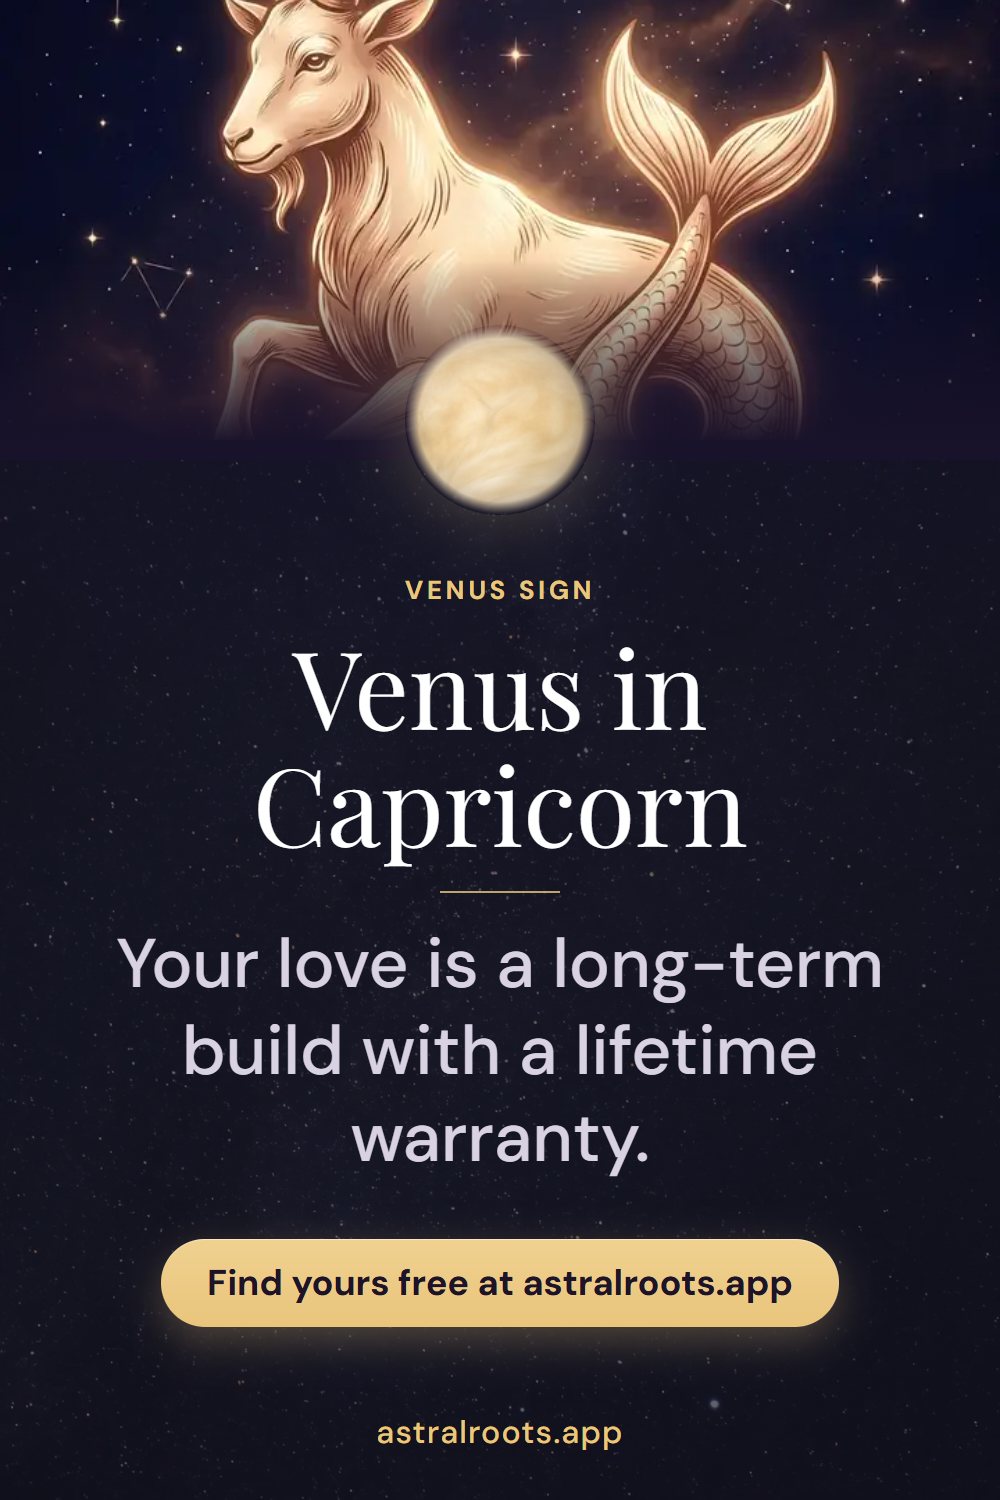 VENUS SIGN
Venus in
Capricorn
Your love is a long-term
build with a lifetime
warranty.
Find yours free at astralroots.app
astralroots.app